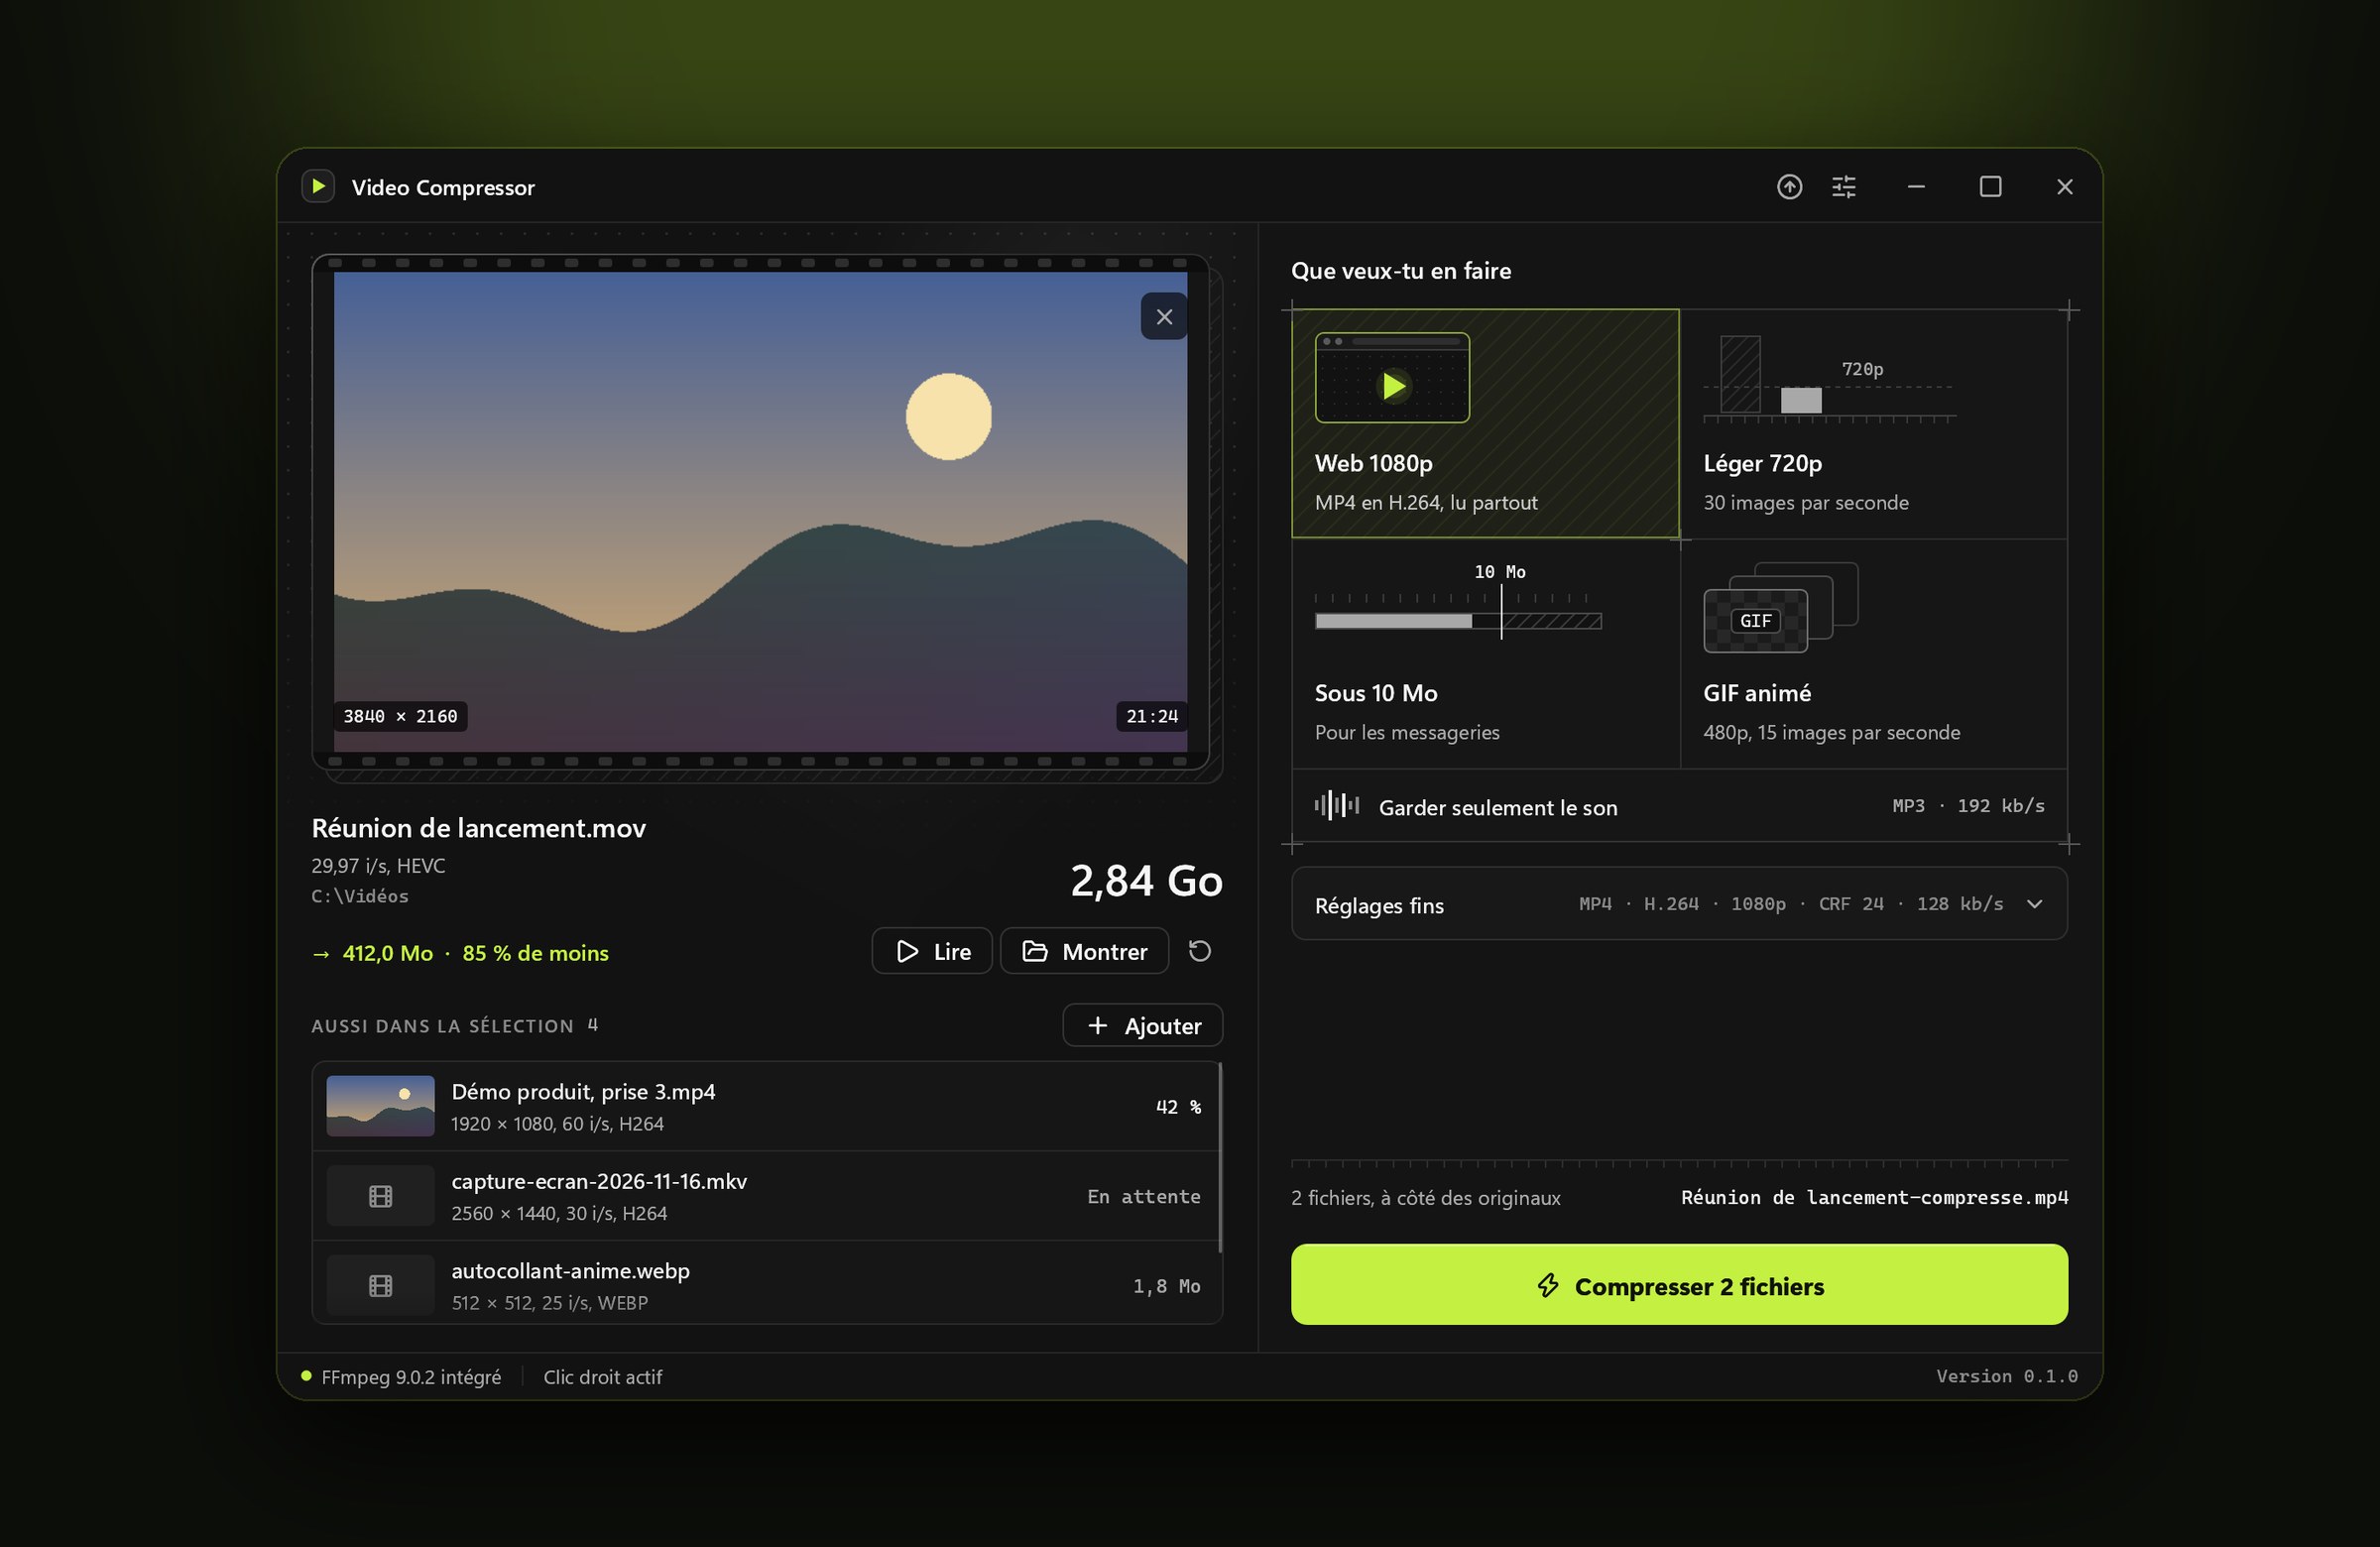 Video Compressor
3840 × 2160
21:24
Réunion de lancement.mov
29,97 i/s, HEVC
C:\Vidéos
2,84 Go
→ 412,0 Mo · 85 % de moins
Lire
Montrer
AUSSI DANS LA SÉLECTION 4
Ajouter
Démo produit, prise 3.mp4
1920 × 1080, 60 i/s, H264
42 %
capture-ecran-2026-11-16.mkv
2560 × 1440, 30 i/s, H264
En attente
autocollant-anime.webp
512 × 512, 25 i/s, WEBP
1,8 Mo
Que veux-tu en faire
Web 1080p
MP4 en H.264, lu partout
720p
Léger 720p
30 images par seconde
10 Mo
Sous 10 Mo
Pour les messageries
GIF
GIF animé
480p, 15 images par seconde
Garder seulement le son
MP3 · 192 kb/s
Réglages fins
MP4 · H.264 · 1080p · CRF 24 · 128 kb/s
2 fichiers, à côté des originaux
Réunion de lancement-compresse.mp4
Compresser 2 fichiers
FFmpeg 9.0.2 intégré
Clic droit actif
Version 0.1.0